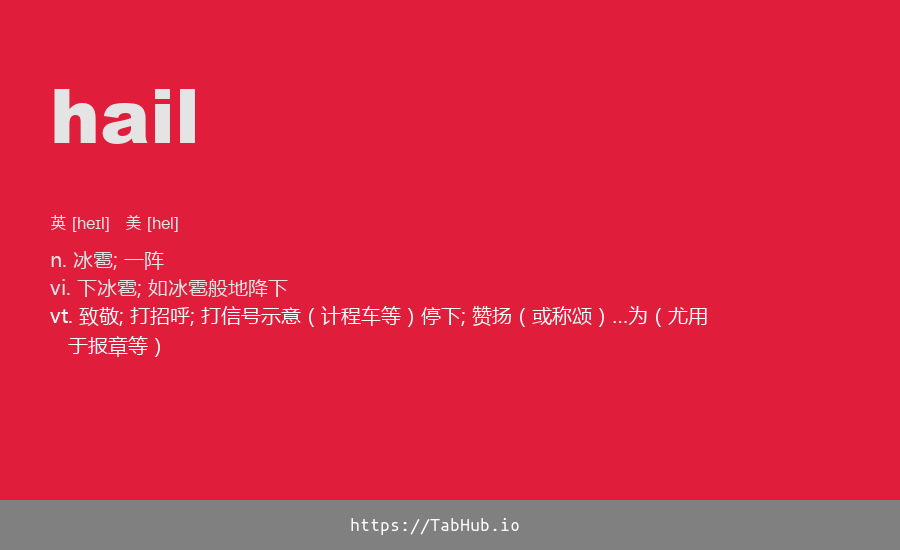 hail
英 [heɪl] 美 [hel]
n. 冰雹; 一阵
vi. 下冰雹; 如冰雹般地降下
vt. 致敬; 打招呼; 打信号示意（计程车等）停下; 赞扬（或称颂）…为（尤用
于报章等）
https://TabHub.io